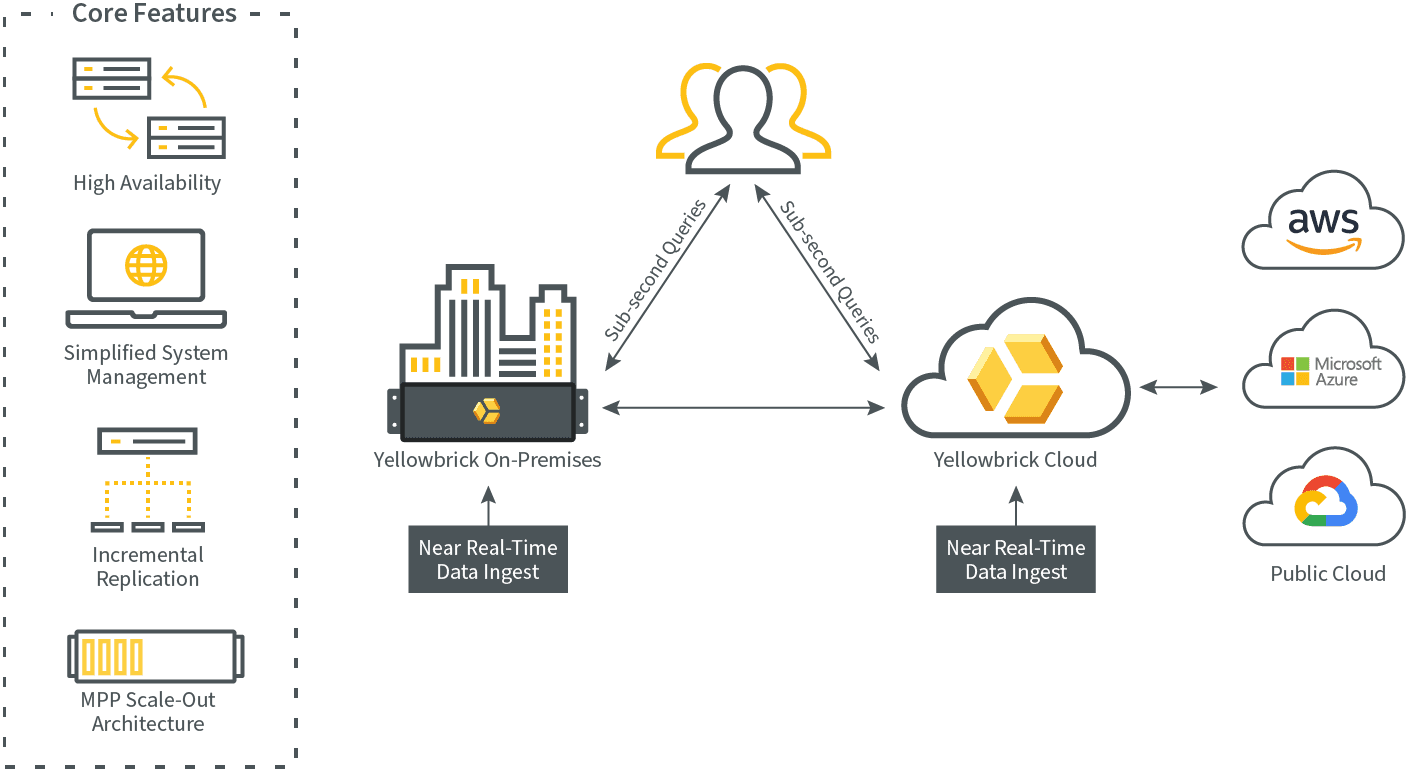 Core Features
High Availability
Simplified System
Management
Incremental
Replication
MPP Scale-Out
Architecture
Sub-second Queries
Sub-second Queries
Yellowbrick On-Premises
Near Real-Time
Data Ingest
Yellowbrick Cloud
Near Real-Time
Data Ingest
aws
Microsoft
Azure
Public Cloud